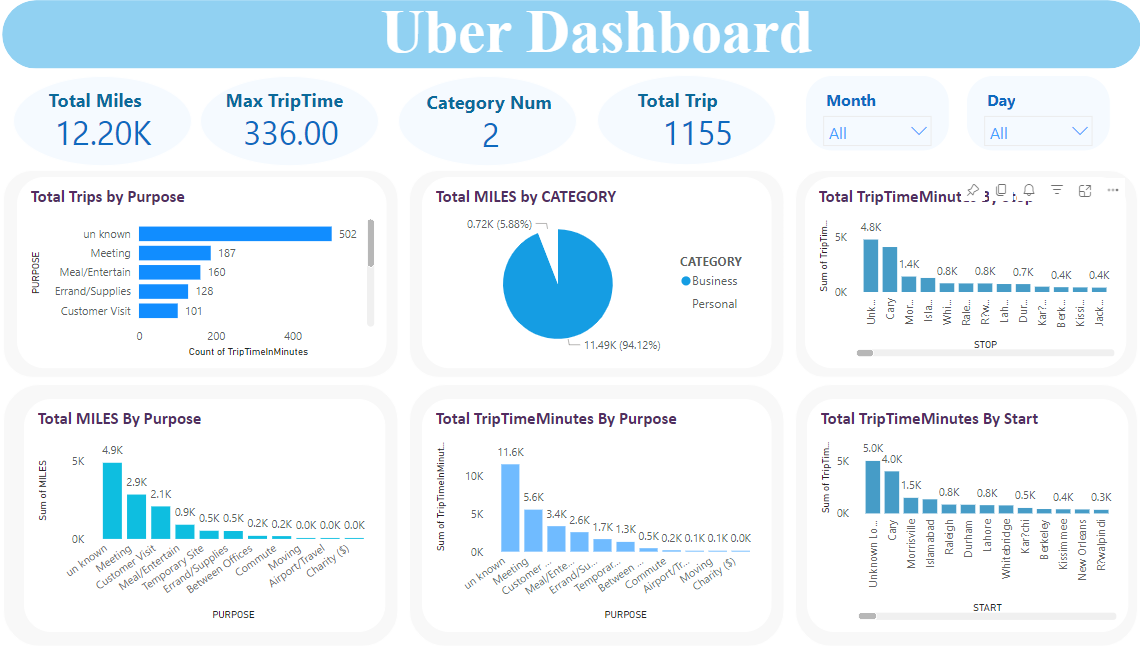 Uber Dashboard
Total Miles
12.20K
Max TripTime
336.00
Category Num
2
Total Trip
1155
Month
All
Day
All
Total Trips by Purpose
PURPOSE
un known 502
Meeting 187
Meal/Entertain 160
Errand/Supplies 128
Customer Visit 101
0 200 400
Count of TripTimeInMinutes
Total MILES by CATEGORY
0.72K (5.88%)
11.49K (94.12%)
CATEGORY
Business
Personal
Total TripTimeMinutes
Sum of TripTim...
5K
0K
4.8K 1.4K 0.8K 0.8K 0.7K 0.4K 0.4K
Unk... Cary Mor... Isla... Whi... Rale... R?w... Lah... Dur... Kar?... Berk... Kissi... Jack...
STOP
Total MILES By Purpose
Sum of MILES
5K
0K
4.9K 2.9K 2.1K 0.9K 0.5K 0.5K 0.2K 0.2K 0.0K 0.0K 0.0K
un known Meeting Customer Visit Meal/Entertain Temporary Site Errand/Supplies Between Offices Commute Moving Airport/Travel Charity ($)
PURPOSE
Total TripTimeMinutes By Purpose
Sum of TripTimeInMinut...
10K
5K
0K
11.6K 5.6K 3.4K 2.6K 1.7K 1.3K 0.5K 0.2K 0.1K 0.1K 0.0K
un known Meeting Customer ... Meal/Ente... Errand/Su... Temporar... Between ... Commute Airport/Tr... Moving Charity ($)
PURPOSE
Total TripTimeMinutes By Start
Sum of TripTim...
5K
0K
5.0K 4.0K 1.5K 0.8K 0.8K 0.5K 0.4K 0.3K
Unknown Lo... Cary Morrisville Islamabad Raleigh Durham Lahore Whitebridge Kar?chi Berkeley Kissimmee New Orleans R?walpindi
START